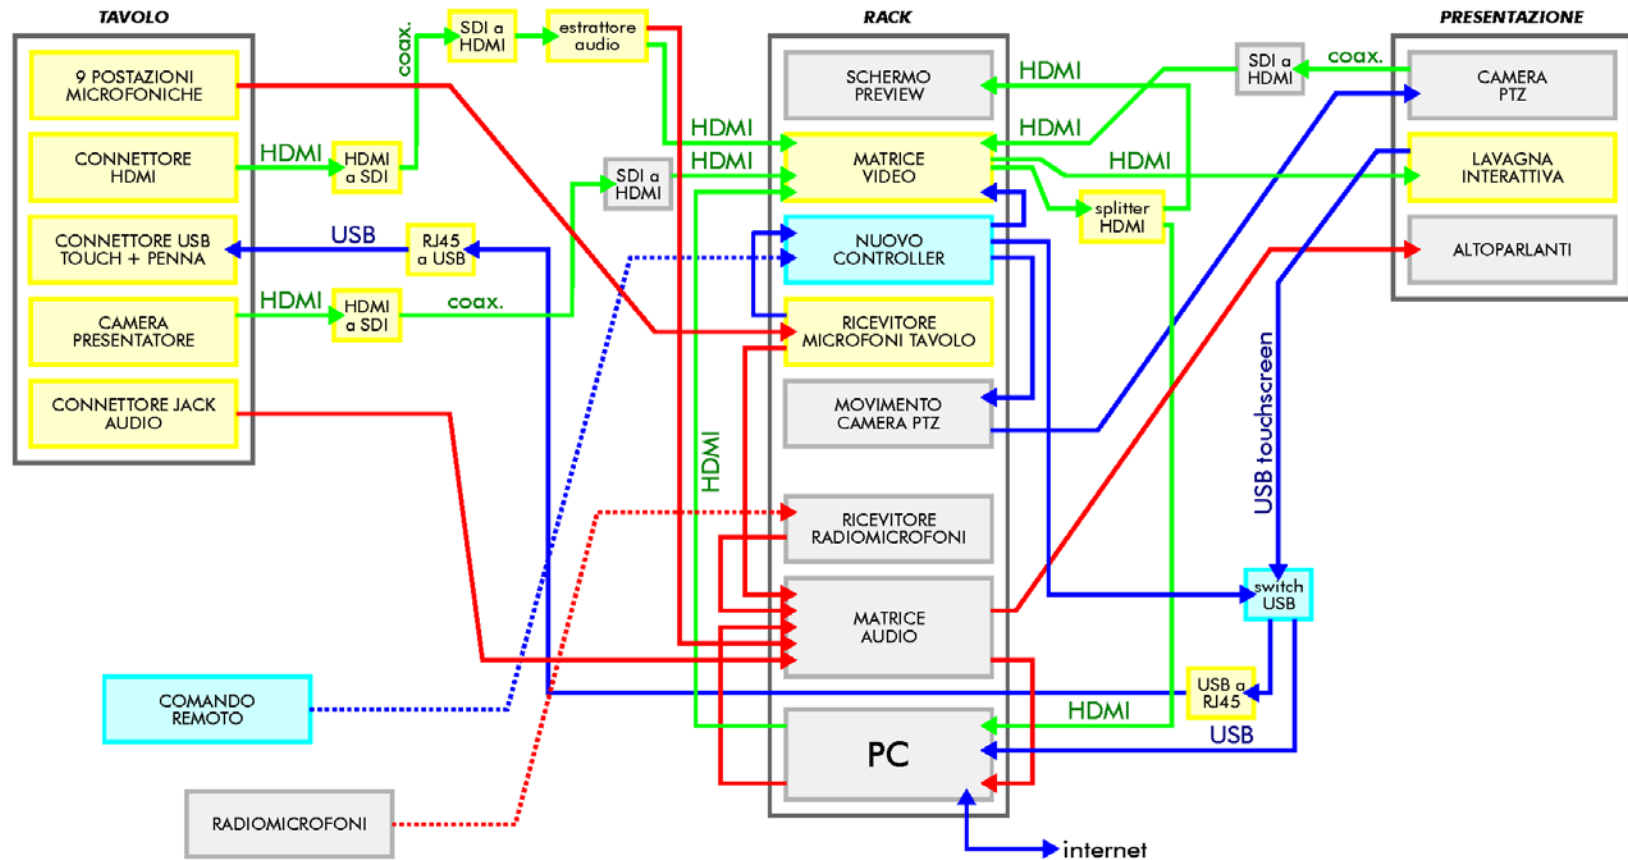 TAVOLO
9 POSTAZIONI
MICROFONICHE
CONNETTORE
HDMI
CONNETTORE USB
TOUCH + PENNA
CAMERA
PRESENTATORE
CONNETTORE JACK
AUDIO
HDMI
HDMI
a SDI
coax.
SDI a
HDMI
estrattore
audio
USB
RJ45
a USB
HDMI
HDMI
a SDI
coax.
SDI a
HDMI
HDMI
HDMI
HDMI
COMANDO
REMOTO
RADIOMICROFONI
RACK
SCHERMO
PREVIEW
MATRICE
VIDEO
NUOVO
CONTROLLER
RICEVITORE
MICROFONI TAVOLO
MOVIMENTO
CAMERA PTZ
RICEVITORE
RADIOMICROFONI
MATRICE
AUDIO
PC
internet
HDMI
HDMI
HDMI
splitter
HDMI
SDI a
HDMI
coax.
PRESENTAZIONE
CAMERA
PTZ
LAVAGNA
INTERATTIVA
ALTOPARLANTI
USB touchscreen
switch
USB
USB a
RJ45
HDMI
USB